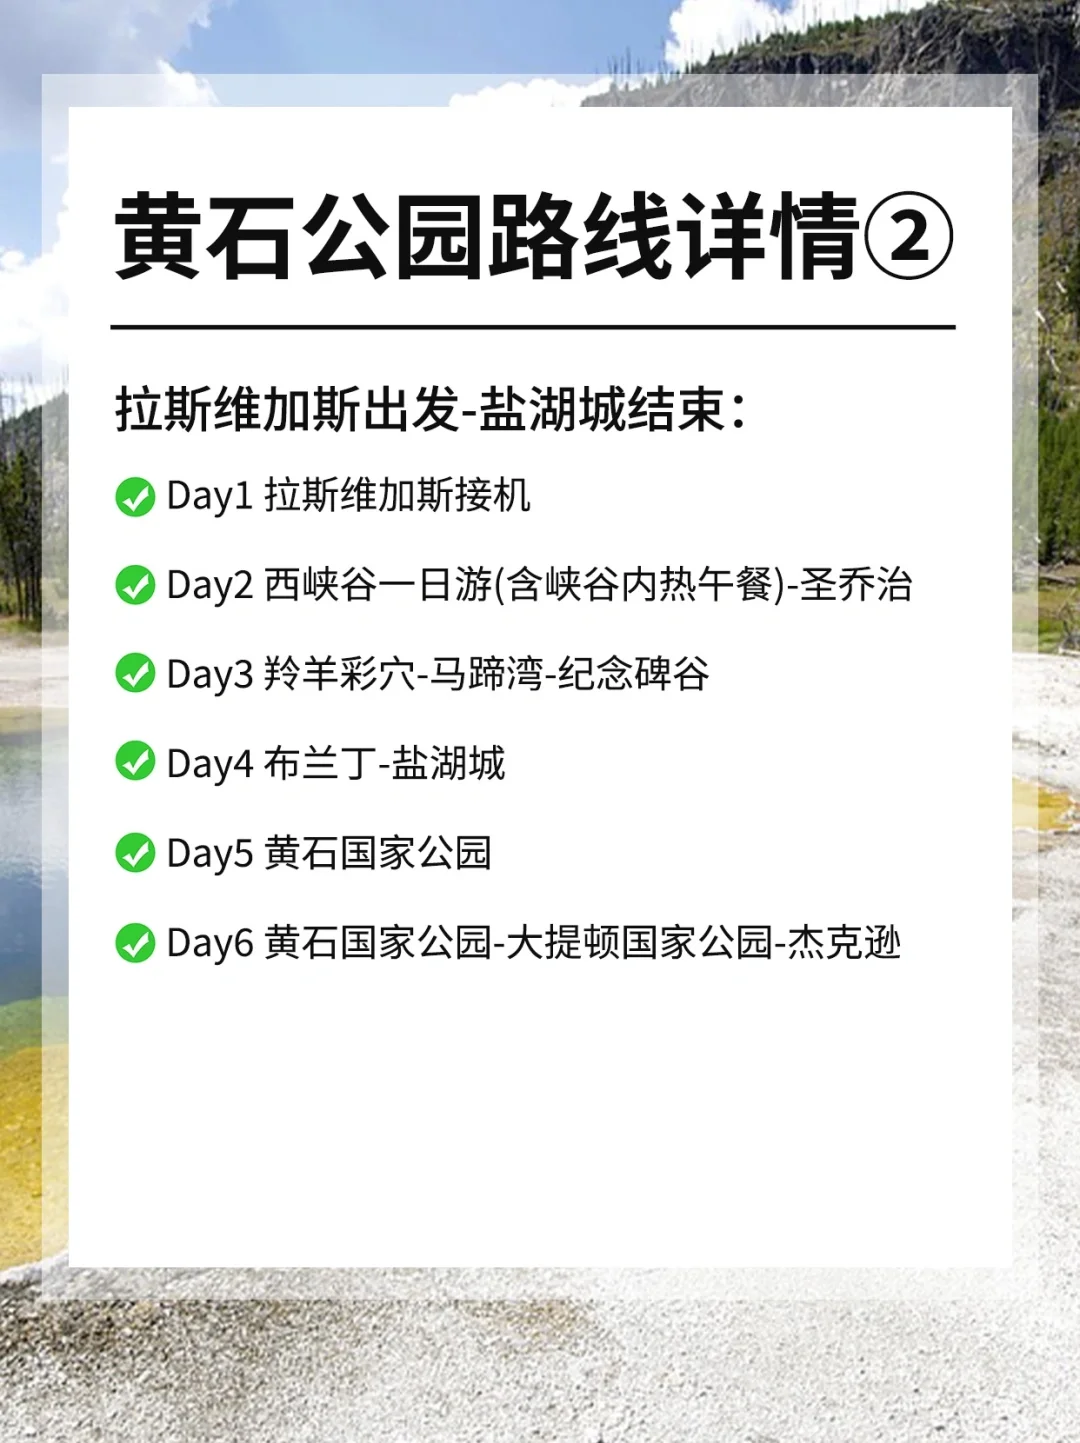 黄石公园路线详情②
拉斯维加斯出发-盐湖城结束：
Day1 拉斯维加斯接机
Day2 西峡谷一日游(含峡谷内热午餐)-圣乔治
Day3 羚羊彩穴-马蹄湾-纪念碑谷
Day4 布兰丁-盐湖城
Day5 黄石国家公园
Day6 黄石国家公园-大提顿国家公园-杰克逊